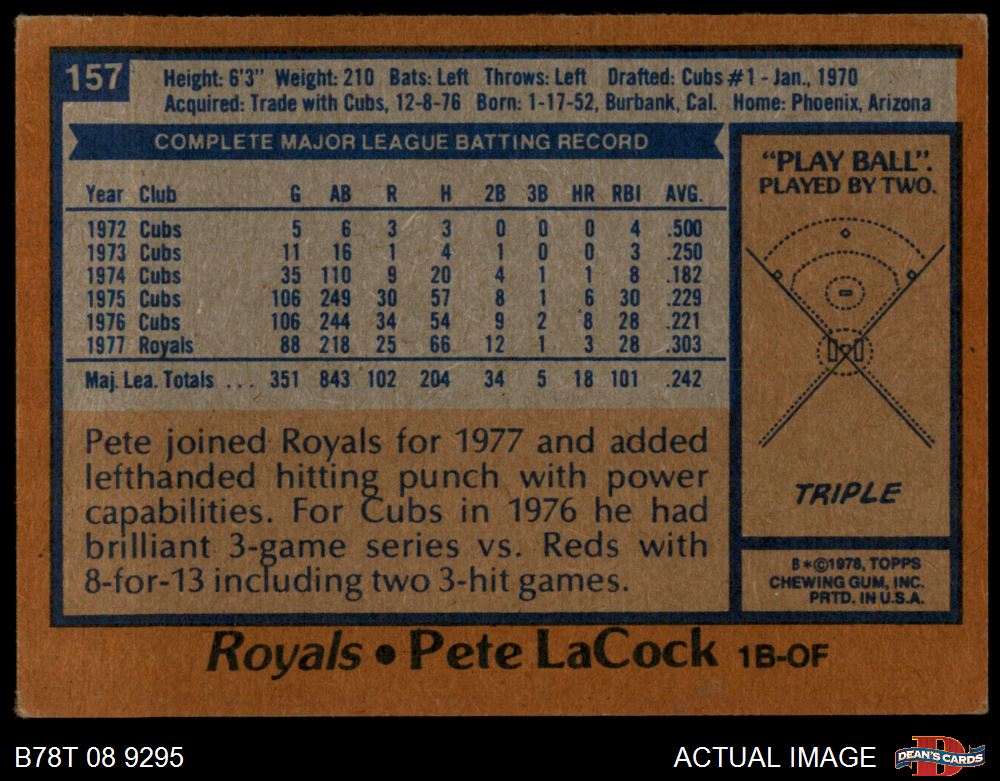 157
Height: 6'3" Weight: 210 Bats: Left Throws: Left Drafted: Cubs #1 - Jan., 1970
Acquired: Trade with Cubs, 12-8-76 Born: 1-17-52, Burbank, Cal. Home: Phoenix, Arizona
COMPLETE MAJOR LEAGUE BATTING RECORD
Year Club G AB R H 2B 3B HR RBI AVG.
1972 Cubs 5 6 3 3 0 0 0 4 .500
1973 Cubs 11 16 1 4 1 0 0 3 .250
1974 Cubs 35 110 9 20 4 1 1 8 .182
1975 Cubs 106 249 30 57 8 1 6 30 .229
1976 Cubs 106 244 34 54 9 2 8 28 .221
1977 Royals 88 218 25 66 12 1 3 28 .303
Maj. Lea. Totals ... 351 843 102 204 34 5 18 101 .242
Pete joined Royals for 1977 and added
lefthanded hitting punch with power
capabilities. For Cubs in 1976 he had
brilliant 3-game series vs. Reds with
8-for-13 including two 3-hit games.
"PLAY BALL".
PLAYED BY TWO.
TRIPLE
B*©1978, TOPPS
CHEWING GUM, INC.
PRTD. IN U.S.A.
Royals • Pete LaCock 1B-OF
B78T 08 9295
ACTUAL IMAGE
D
DEAN'S CARDS